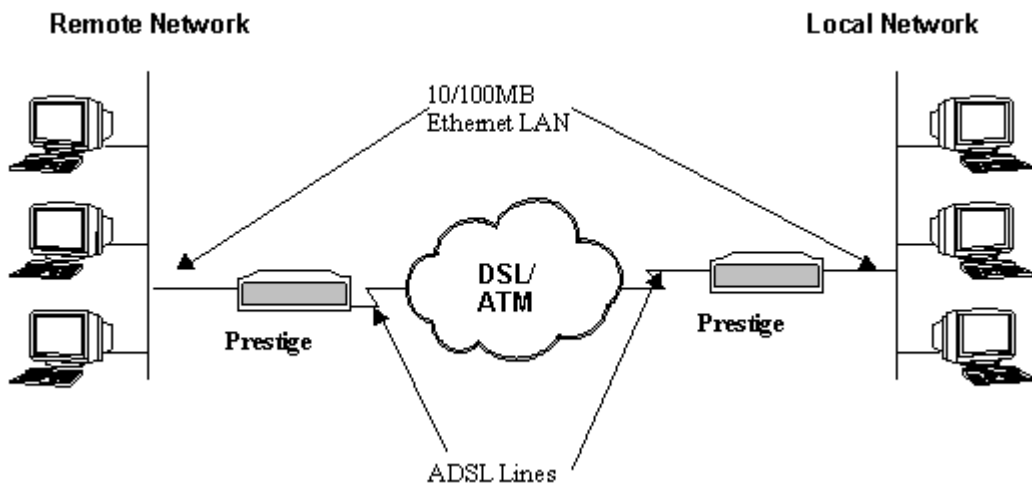 Remote Network
Local Network
10/100MB
Ethernet LAN
DSL/
ATM
Prestige
Prestige
ADSL Lines